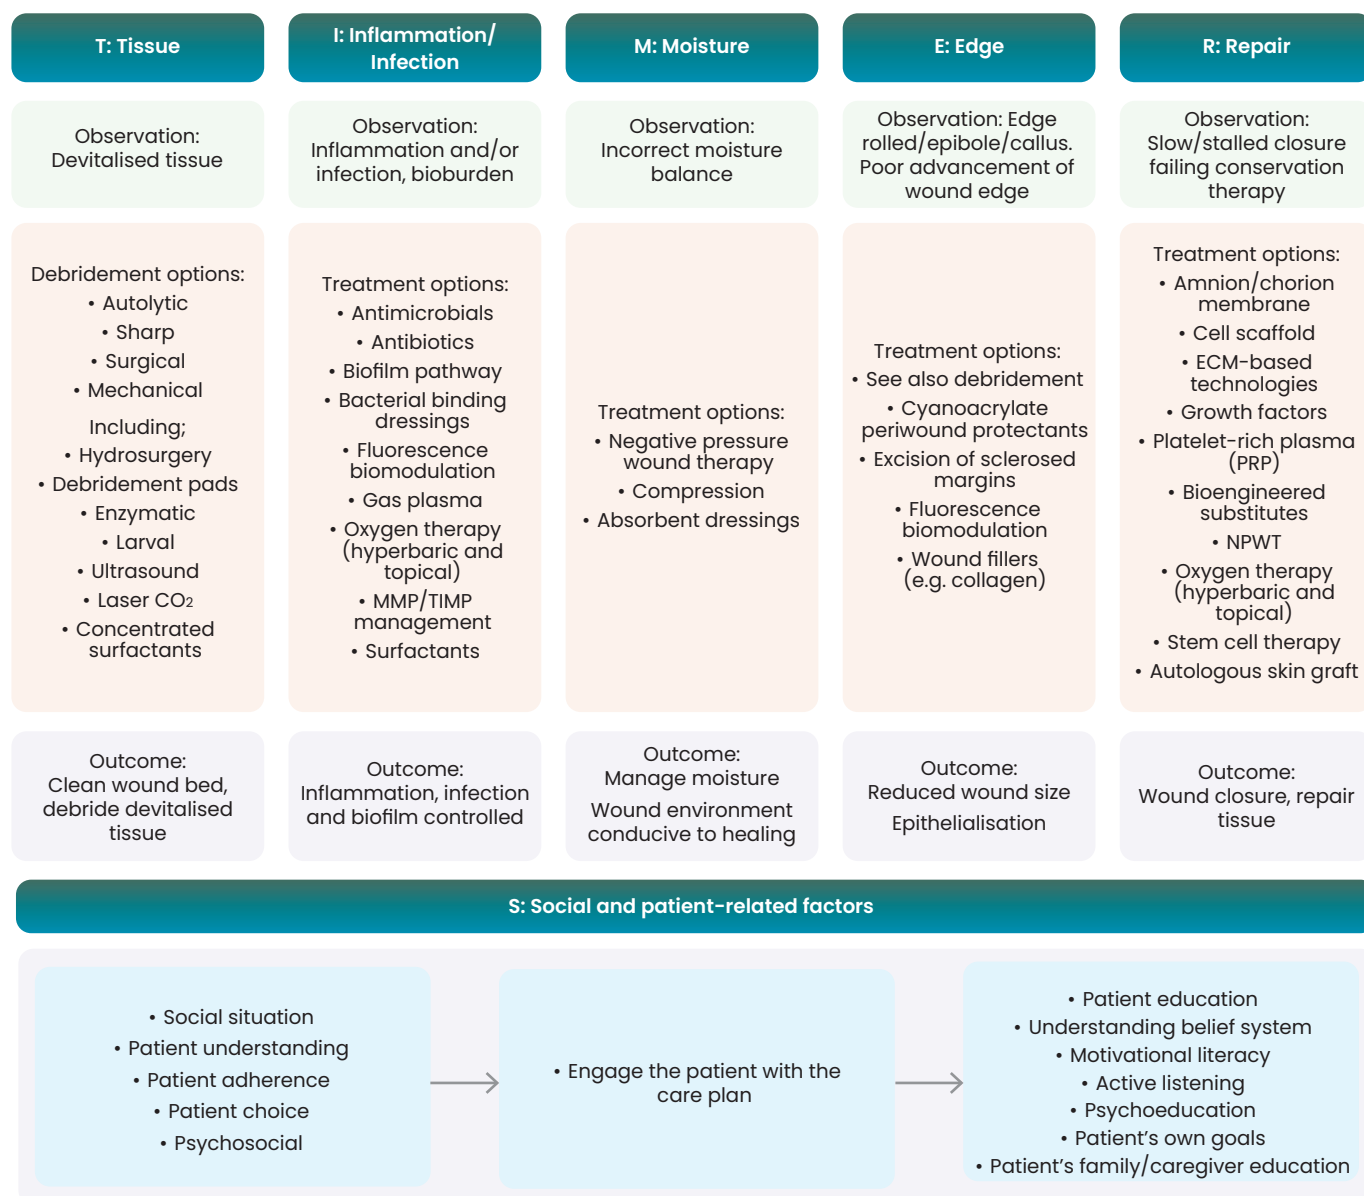 T: Tissue
I: Inflammation/
Infection
M: Moisture
E: Edge
R: Repair
Observation:
Devitalised tissue
Observation:
Inflammation and/or
infection, bioburden
Observation:
Incorrect moisture
balance
Observation: Edge
rolled/epibole/callus.
Poor advancement of
wound edge
Observation:
Slow/stalled closure
failing conservation
therapy
Debridement options:
• Autolytic
• Sharp
• Surgical
• Mechanical
Including;
• Hydrosurgery
• Debridement pads
• Enzymatic
• Larval
• Ultrasound
• Laser CO2
• Concentrated
surfactants
Treatment options:
• Antimicrobials
• Antibiotics
• Biofilm pathway
• Bacterial binding
dressings
• Fluorescence
biomodulation
• Gas plasma
• Oxygen therapy
(hyperbaric and
topical)
• MMP/TIMP
management
• Surfactants
Treatment options:
• Negative pressure
wound therapy
• Compression
• Absorbent dressings
Treatment options:
• See also debridement
• Cyanoacrylate
periwound protectants
• Excision of sclerosed
margins
• Fluorescence
biomodulation
• Wound fillers
(e.g. collagen)
Treatment options:
• Amnion/chorion
membrane
• Cell scaffold
• ECM-based
technologies
• Growth factors
• Platelet-rich plasma
(PRP)
• Bioengineered
substitutes
• NPWT
• Oxygen therapy
(hyperbaric and
topical)
• Stem cell therapy
• Autologous skin graft
Outcome:
Clean wound bed,
debride devitalised
tissue
Outcome:
Inflammation, infection
and biofilm controlled
Outcome:
Manage moisture
Wound environment
conducive to healing
Outcome:
Reduced wound size
Epithelialisation
Outcome:
Wound closure, repair
tissue
S: Social and patient-related factors
• Social situation
• Patient understanding
• Patient adherence
• Patient choice
• Psychosocial
• Engage the patient with the
care plan
• Patient education
• Understanding belief system
• Motivational literacy
• Active listening
• Psychoeducation
• Patient's own goals
• Patient's family/caregiver education